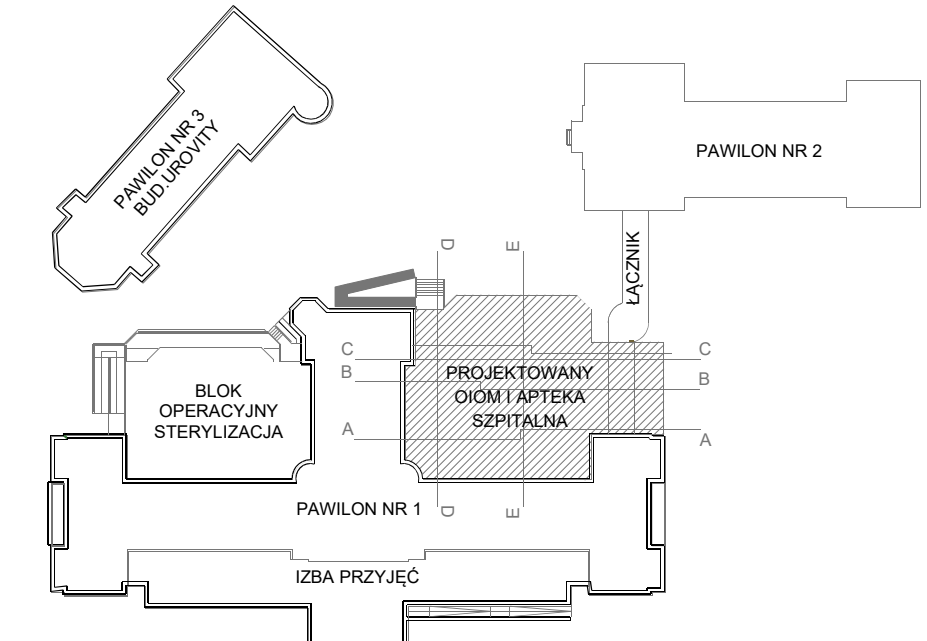 PAWILON NR 3
BUD.UROVITY
PAWILON NR 2
ŁĄCZNIK
D
E
C
C
B
B
A
A
PROJEKTOWANY
OIOM I APTEKA
SZPITALNA
BLOK
OPERACYJNY
STERYLIZACJA
PAWILON NR 1
D
E
IZBA PRZYJĘĆ